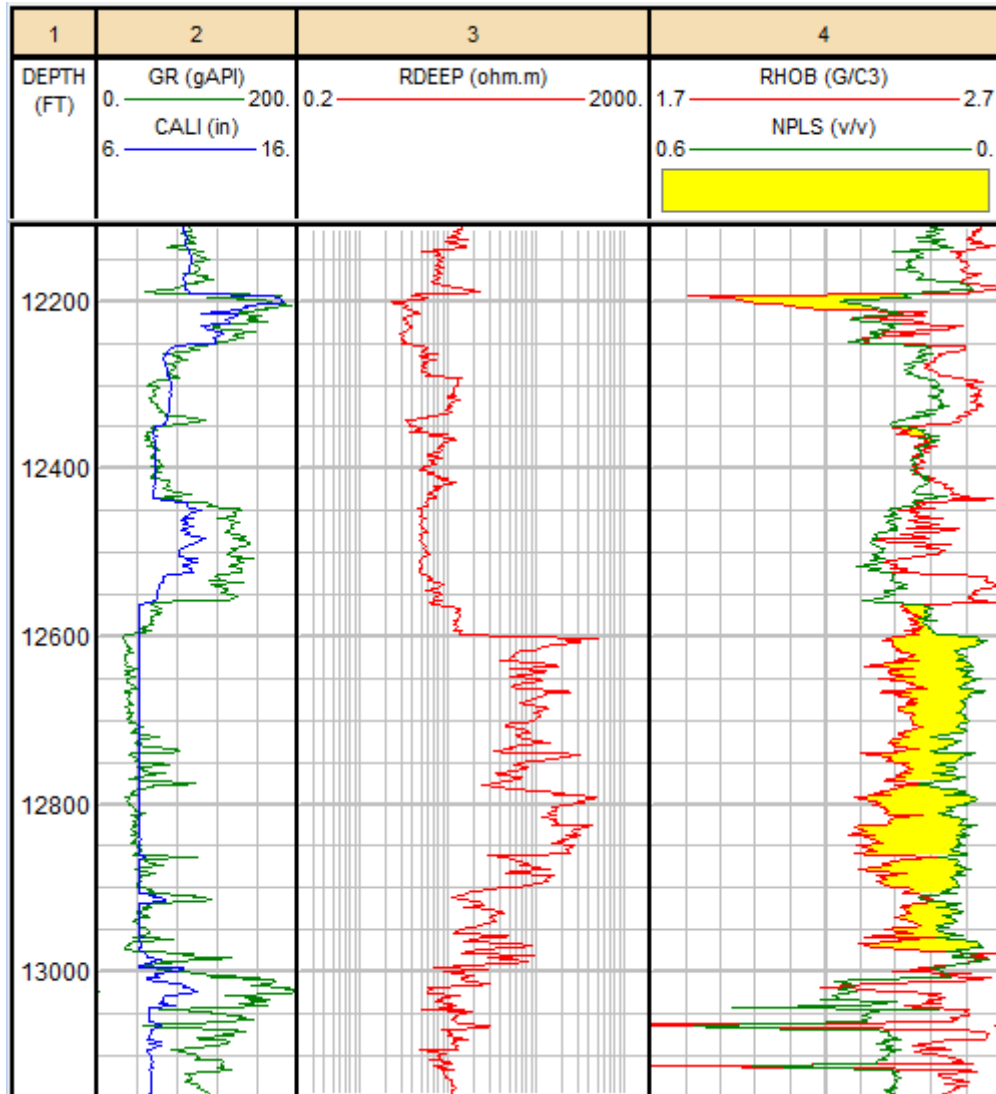 1 2 3 4
DEPTH GR (gAPI) RDEEP (ohm.m) RHOB (G/C3)
(FT) 0. 200. 0.2 2000. 1.7 2.7
CALI (in) NPLS (v/v)
6. 16. 0.6 0.
12200
12400
12600
12800
13000